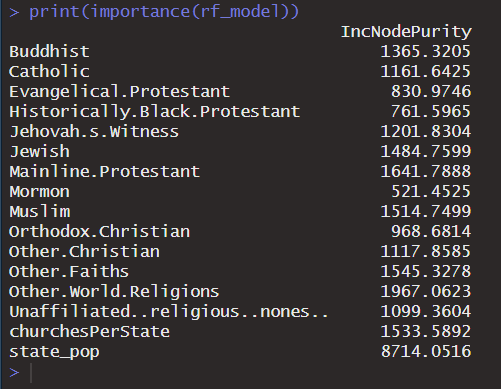 > print(importance(rf_model))
IncNodePurity
Buddhist 1365.3205
Catholic 1161.6425
Evangelical.Protestant 830.9746
Historically.Black.Protestant 761.5965
Jehovah.s.Witness 1201.8304
Jewish 1484.7599
Mainline.Protestant 1641.7888
Mormon 521.4525
Muslim 1514.7499
Orthodox.Christian 968.6814
Other.Christian 1117.8585
Other.Faiths 1545.3278
Other.World.Religions 1967.0623
Unaffiliated..religious..nones.. 1099.3604
churchesPerState 1533.5892
state_pop 8714.0516
>